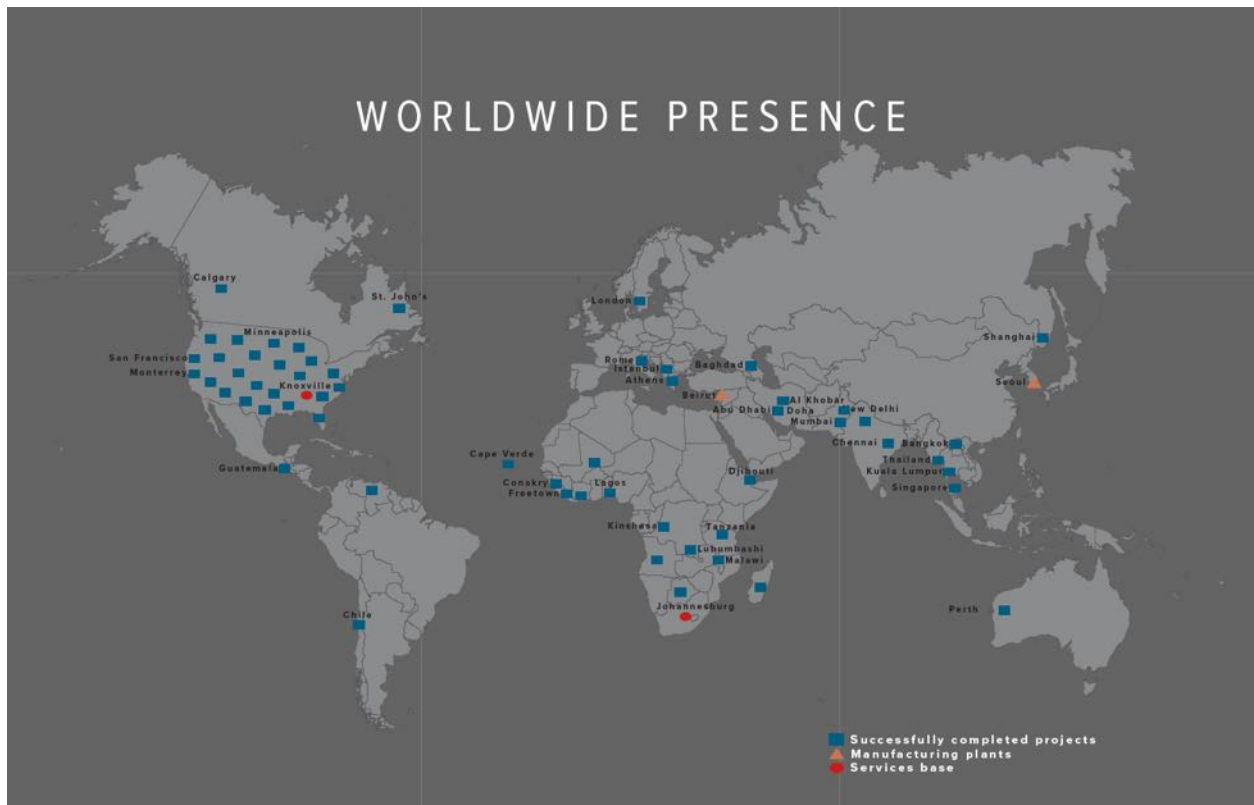 WORLDWIDE PRESENCE
Calgary
St. John's
London
Minneapolis
Shanghai
San Francisco
Rome
Istanbul
Baghdad
Monterrey
Knoxville
Athens
Seoul
Beirut
Al Khobar
Abu Dhabi
Doha
New Delhi
Mumbai
Chennai
Bangkok
Cape Verde
Thailand
Guatemala
Djibouti
Kuala Lumpur
Conakry
Lagos
Freetown
Singapore
Kinshasa
Tanzania
Lubumbashi
Malawi
Johannesburg
Perth
Chile
Successfully completed projects
Manufacturing plants
Services base